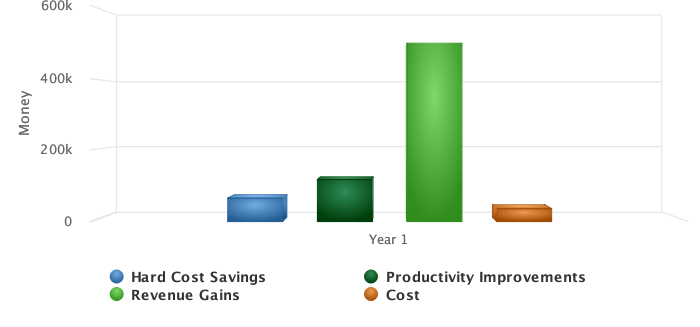 600k
400k
200k
0
Money
Year 1
Hard Cost Savings
Productivity Improvements
Revenue Gains
Cost